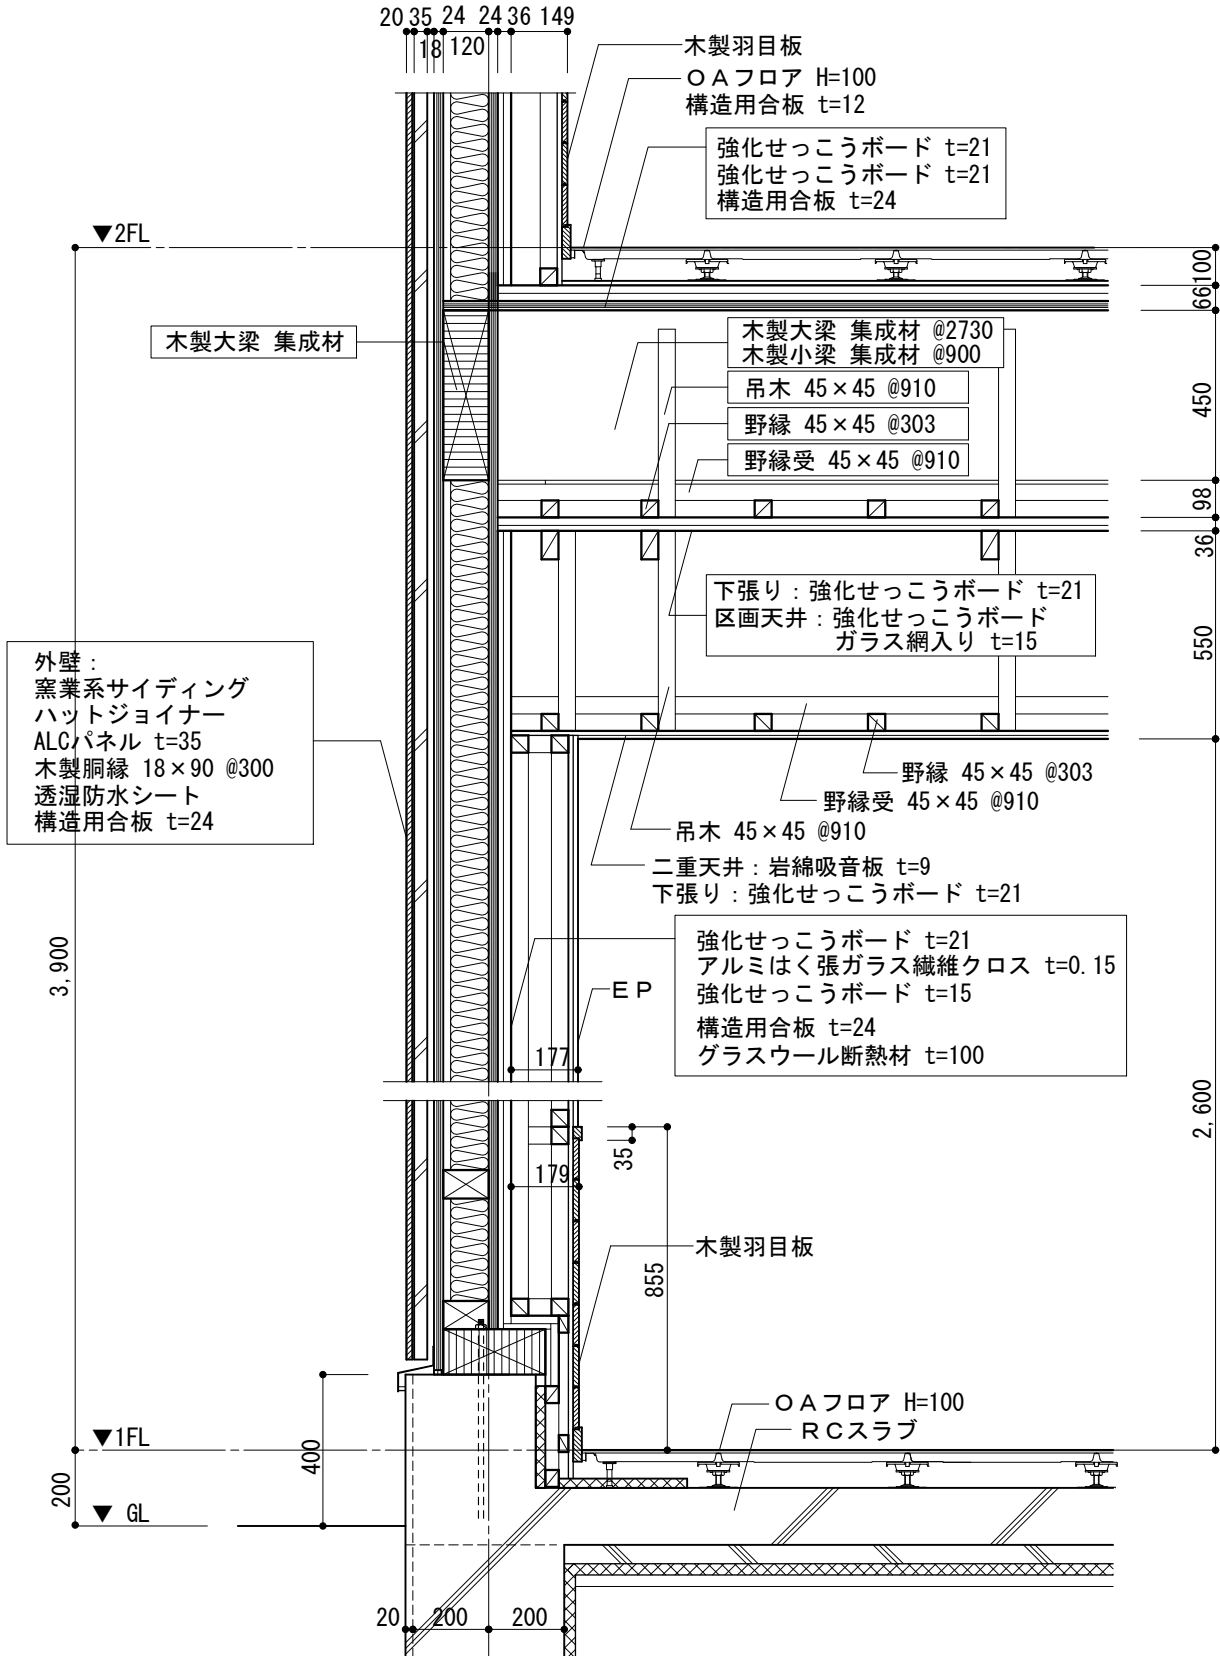 20 35 24 24 36 149
18 120
木製羽目板
OAフロア H=100
構造用合板 t=12
強化せっこうボード t=21
強化せっこうボード t=21
構造用合板 t=24
▼2FL
100
66
木製大梁 集成材
木製大梁 集成材 @2730
木製小梁 集成材 @900
吊木 45×45 @910
野縁 45×45 @303
野縁受 45×45 @910
450
98
36
下張り：強化せっこうボード t=21
区画天井：強化せっこうボード
ガラス網入り t=15
550
外壁：
窯業系サイディング
ハットジョイナー
ALCパネル t=35
木製胴縁 18×90 @300
透湿防水シート
構造用合板 t=24
野縁 45×45 @303
野縁受 45×45 @910
吊木 45×45 @910
二重天井：岩綿吸音板 t=9
下張り：強化せっこうボード t=21
3,900
強化せっこうボード t=21
アルミはく張ガラス繊維クロス t=0.15
強化せっこうボード t=15
構造用合板 t=24
グラスウール断熱材 t=100
EP
177
2,600
35
179
855
木製羽目板
OAフロア H=100
RCスラブ
▼1FL
400
200
▼ GL
20 200 200